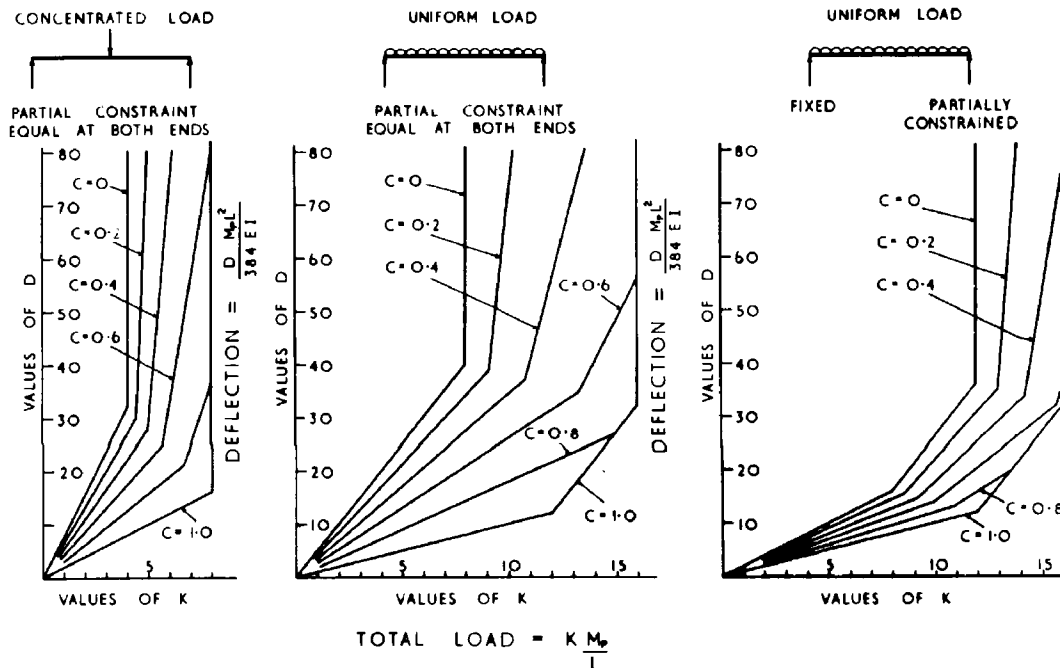 CONCENTRATED LOAD
PARTIAL CONSTRAINT
EQUAL AT BOTH ENDS
80
70
60
50
40
30
20
10
VALUES OF D
C=0
C=0.2
C=0.4
C=0.6
C=1.0
5
VALUES OF K
DEFLECTION = D MₚL² / 384 EI
UNIFORM LOAD
PARTIAL CONSTRAINT
EQUAL AT BOTH ENDS
80
70
60
50
40
30
20
10
VALUES OF D
C=0
C=0.2
C=0.4
C=0.6
C=0.8
C=1.0
5
10
15
VALUES OF K
DEFLECTION = D MₚL² / 384 EI
UNIFORM LOAD
FIXED
PARTIALLY
CONSTRAINED
80
70
60
50
40
30
20
10
VALUES OF D
C=0
C=0.2
C=0.4
C=0.8
C=1.0
5
10
15
VALUES OF K
TOTAL LOAD = K Mₚ / L